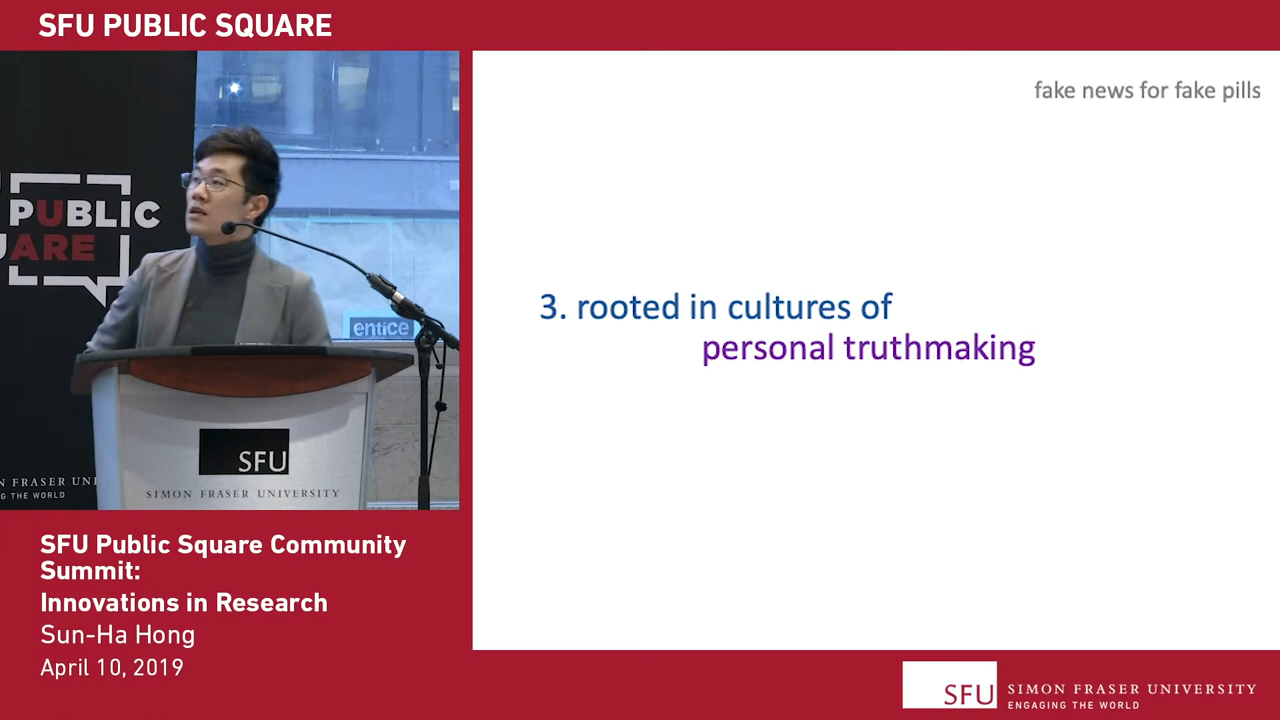 SFU PUBLIC SQUARE
fake news for fake pills
PUBLIC
ARE
3. rooted in cultures of
personal truthmaking
entice
SFU
SIMON FRASER UNIVERSITY
N FRASER UNI
G THE WORLD
SFU Public Square Community
Summit:
Innovations in Research
Sun-Ha Hong
April 10, 2019
SFU
SIMON FRASER UNIVERSITY
ENGAGING THE WORLD